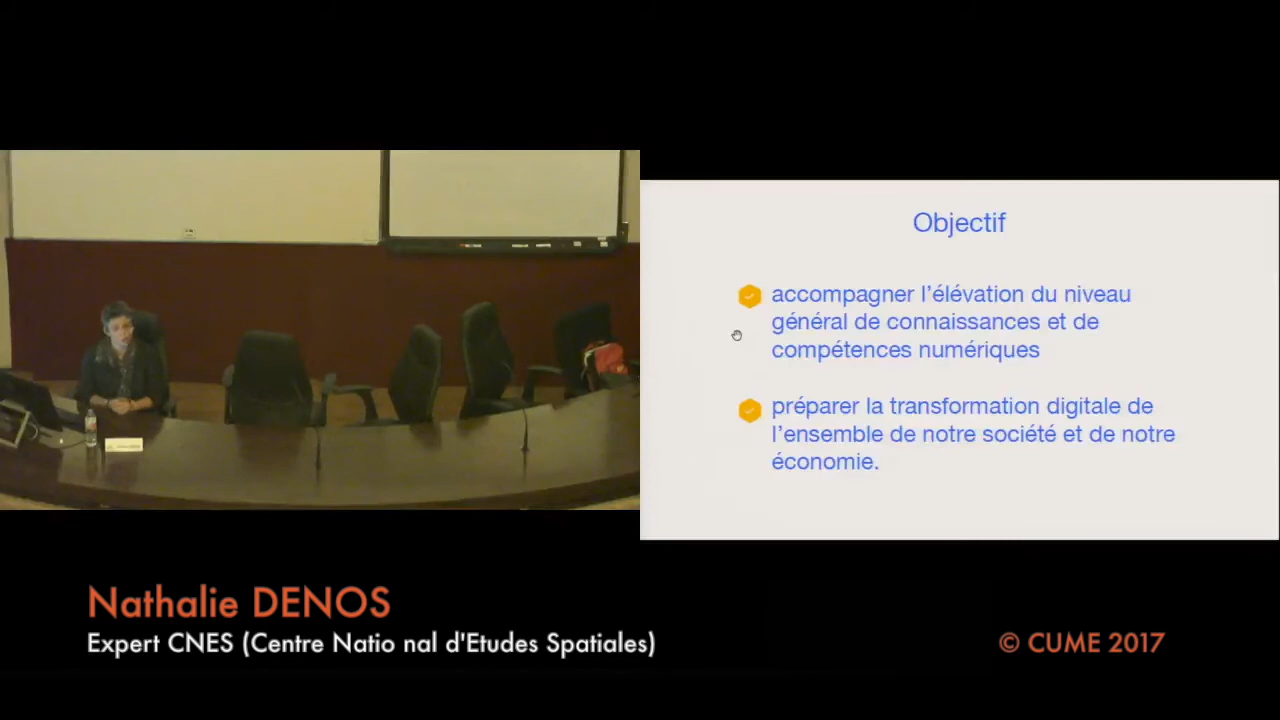 Objectif
accompagner l'élévation du niveau
général de connaissances et de
compétences numériques
préparer la transformation digitale de
l'ensemble de notre société et de notre
économie.
Nathalie DENOS
Expert CNES (Centre Natio nal d'Etudes Spatiales)
© CUME 2017